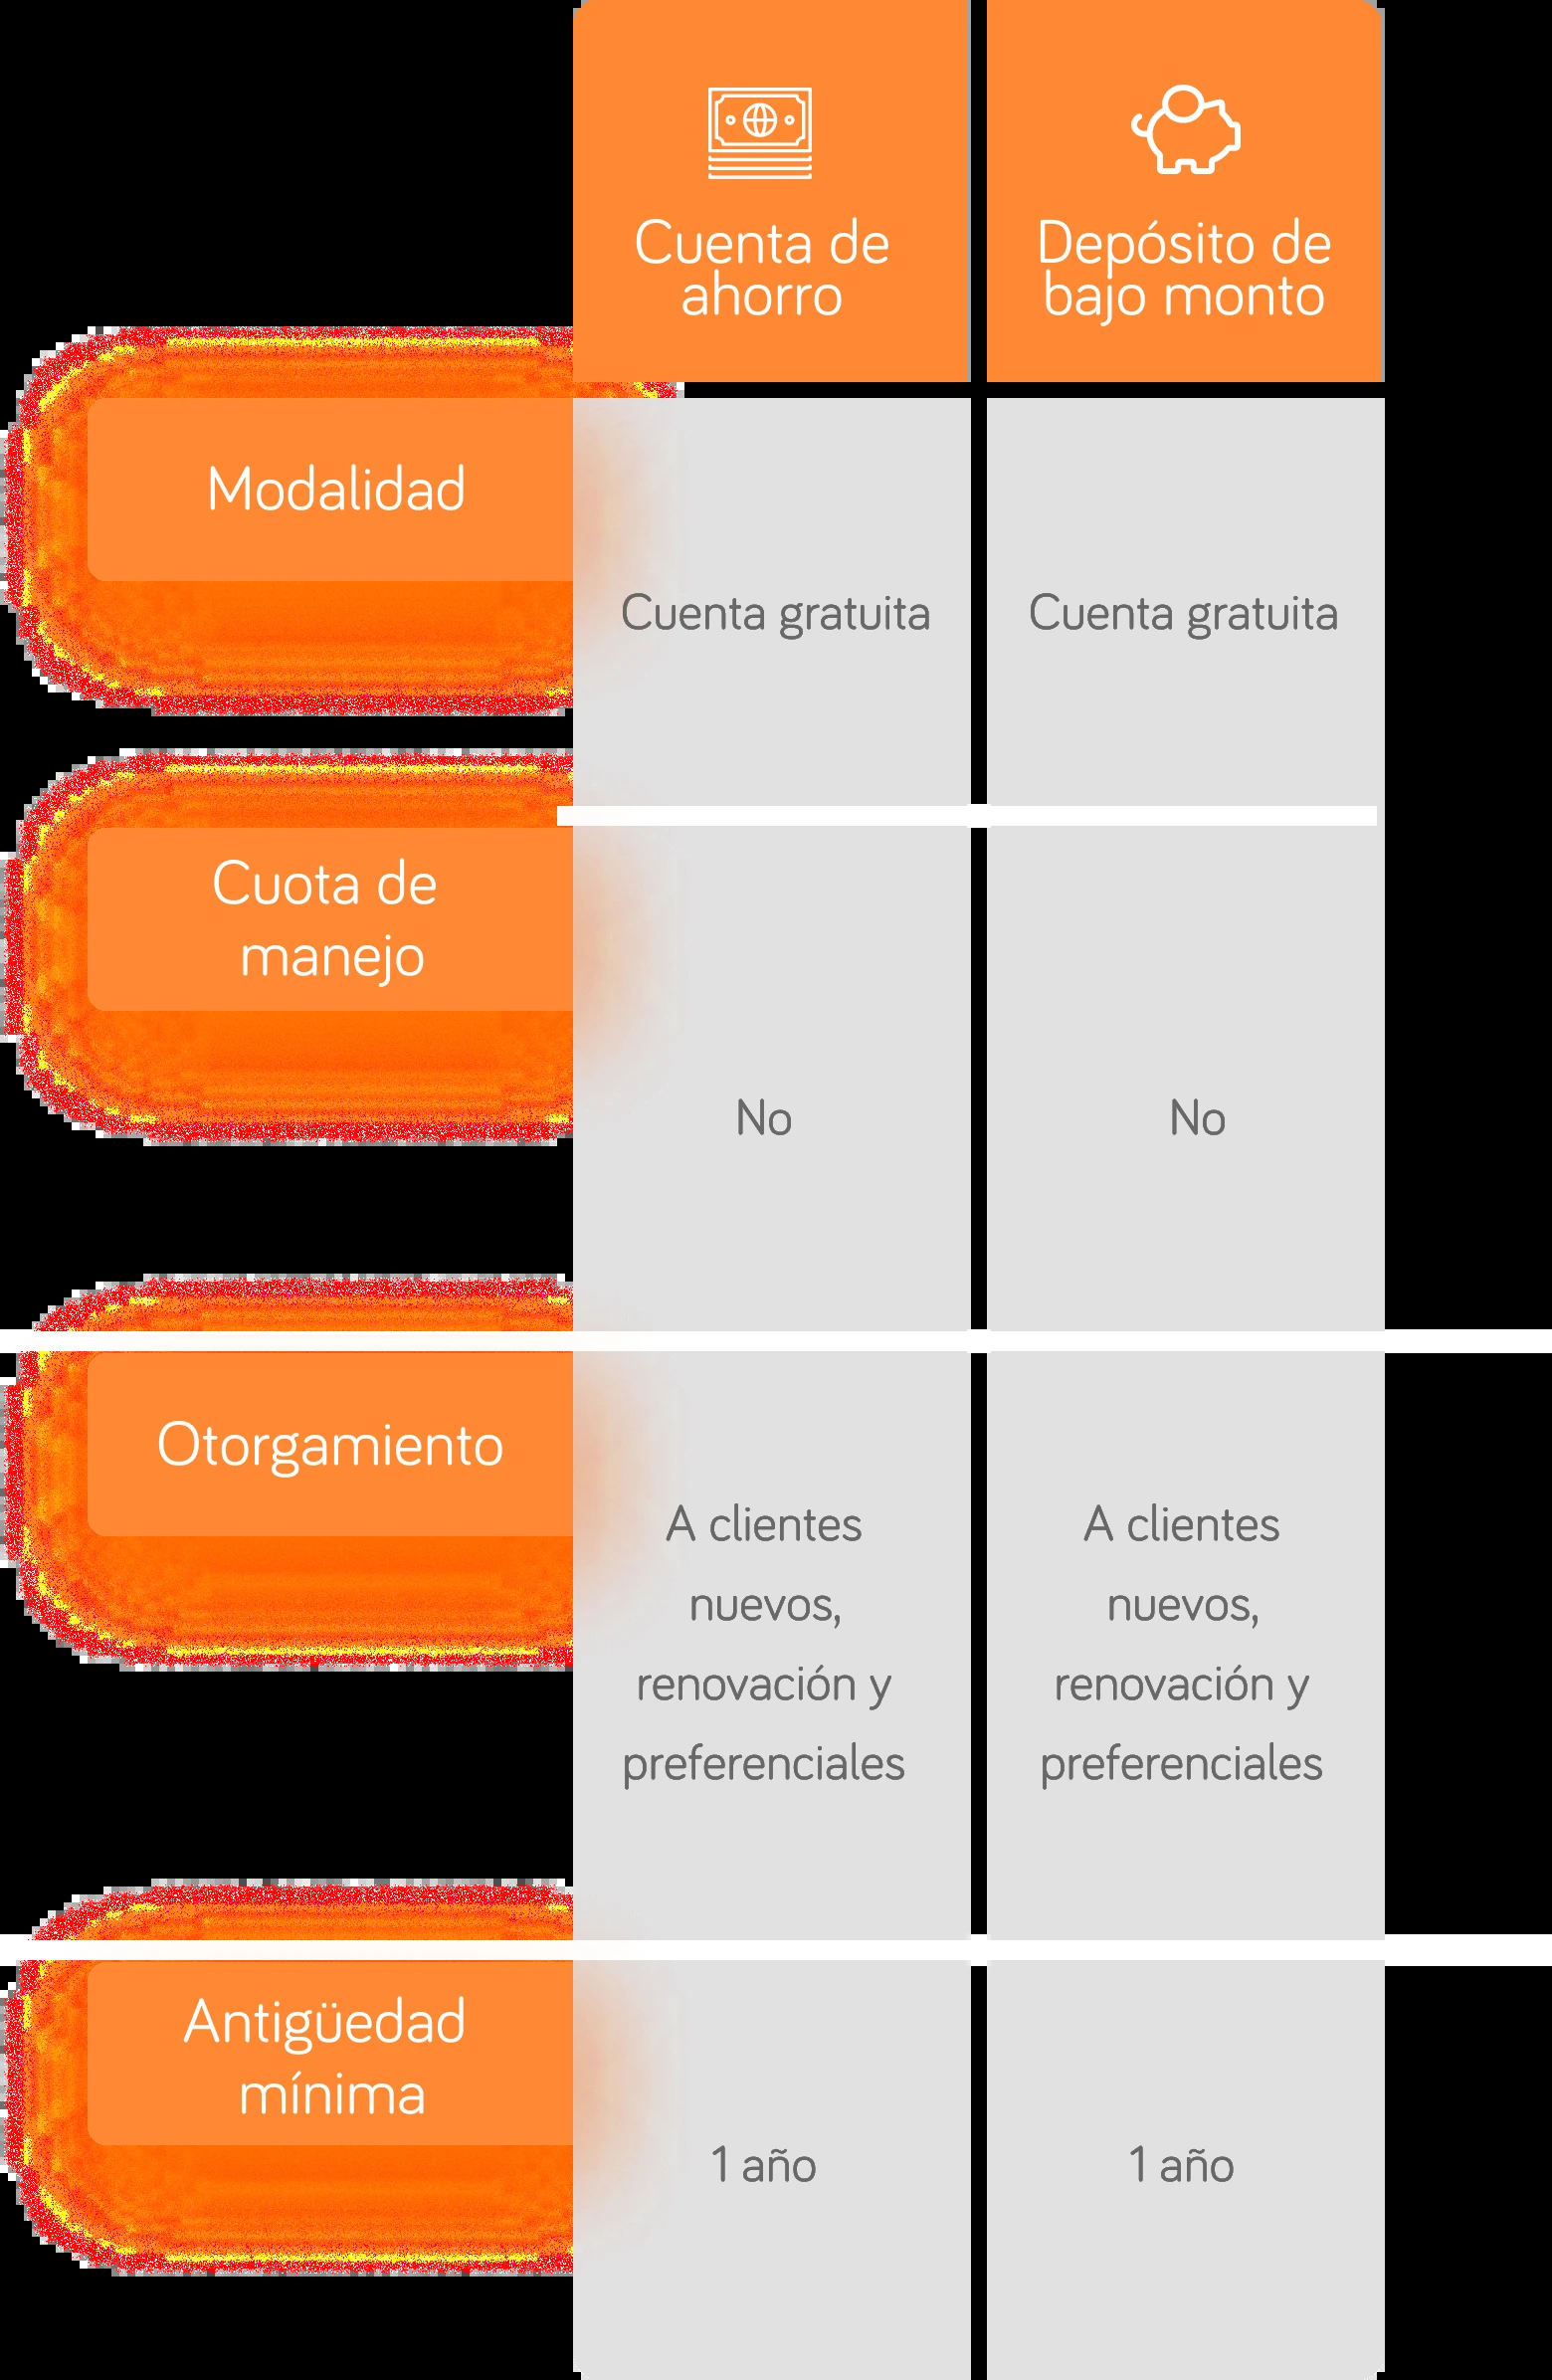 Cuenta de
ahorro
Depósito de
bajo monto
Modalidad
Cuenta gratuita
Cuenta gratuita
Cuota de
manejo
No
No
Otorgamiento
A clientes
nuevos,
renovación y
preferenciales
A clientes
nuevos,
renovación y
preferenciales
Antigüedad
mínima
1 año
1 año